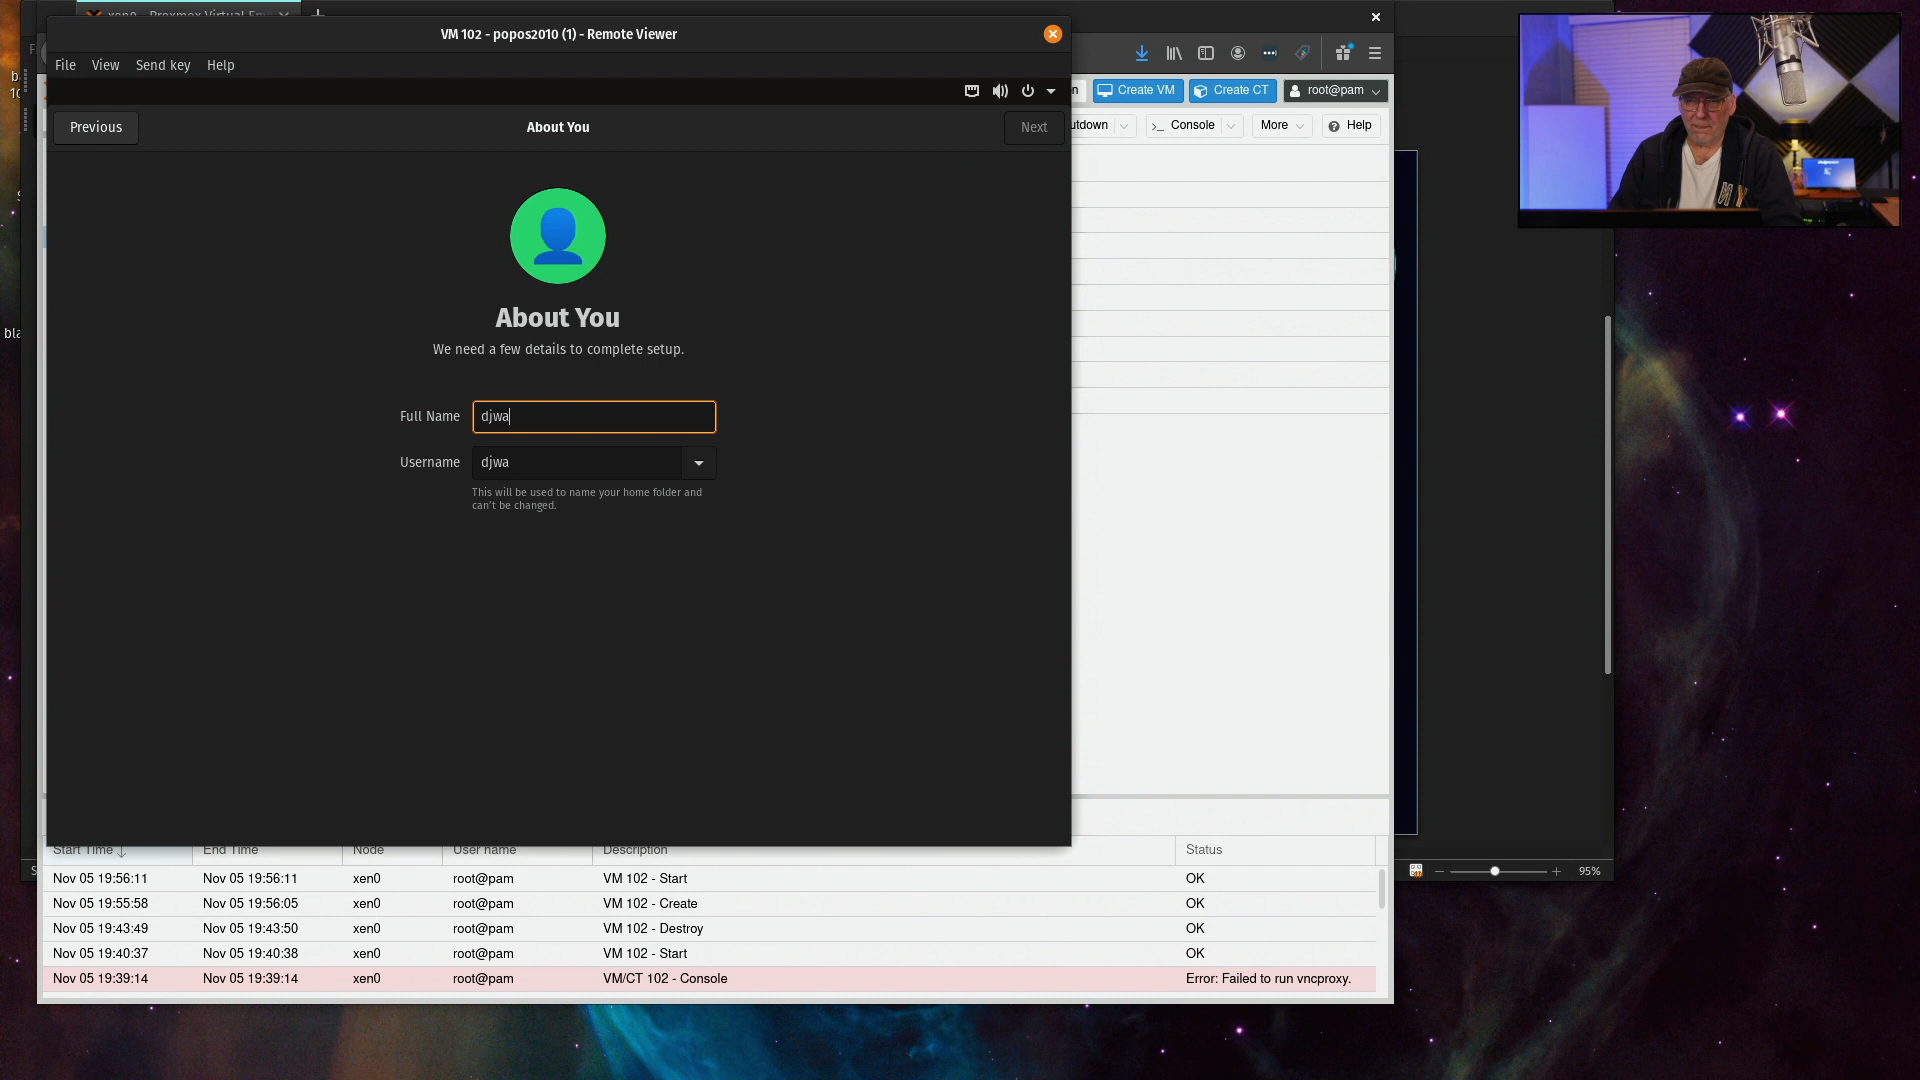 xen0 - Proxmox Virtual Env
VM 102 - popos2010 (1) - Remote Viewer
File View Send key Help
Create VM
Create CT
root@pam
Previous
About You
Next
Console
More
Help
About You
We need a few details to complete setup.
Full Name djwa
Username djwa
This will be used to name your home folder and
can't be changed.
Start Time End Time Node User name Description Status
Nov 05 19:56:11 Nov 05 19:56:11 xen0 root@pam VM 102 - Start OK
Nov 05 19:55:58 Nov 05 19:56:05 xen0 root@pam VM 102 - Create OK
Nov 05 19:43:49 Nov 05 19:43:50 xen0 root@pam VM 102 - Destroy OK
Nov 05 19:40:37 Nov 05 19:40:38 xen0 root@pam VM 102 - Start OK
Nov 05 19:39:14 Nov 05 19:39:14 xen0 root@pam VM/CT 102 - Console Error: Failed to run vncproxy.
95%